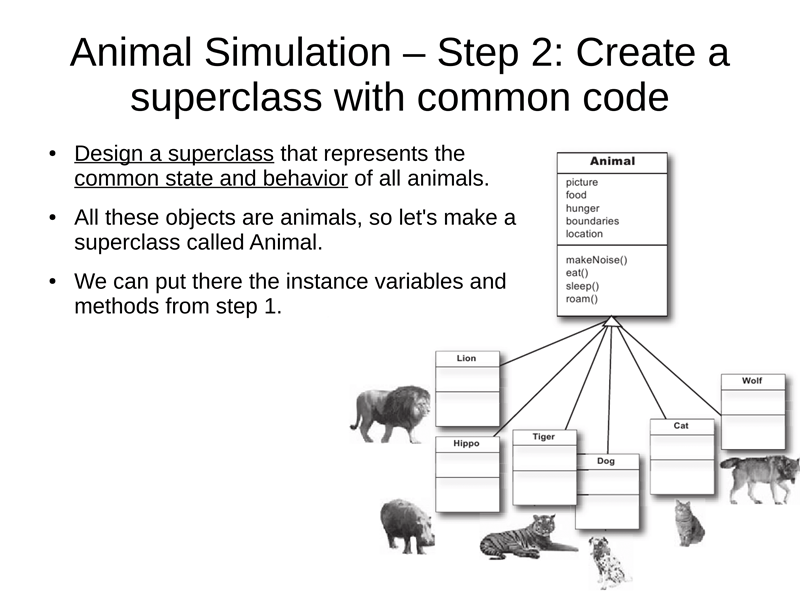 Animal Simulation – Step 2: Create a
superclass with common code
• Design a superclass that represents the
common state and behavior of all animals.
• All these objects are animals, so let's make a
superclass called Animal.
• We can put there the instance variables and
methods from step 1.
Animal
picture
food
hunger
boundaries
location
makeNoise()
eat()
sleep()
roam()
Lion
Wolf
Cat
Tiger
Hippo
Dog